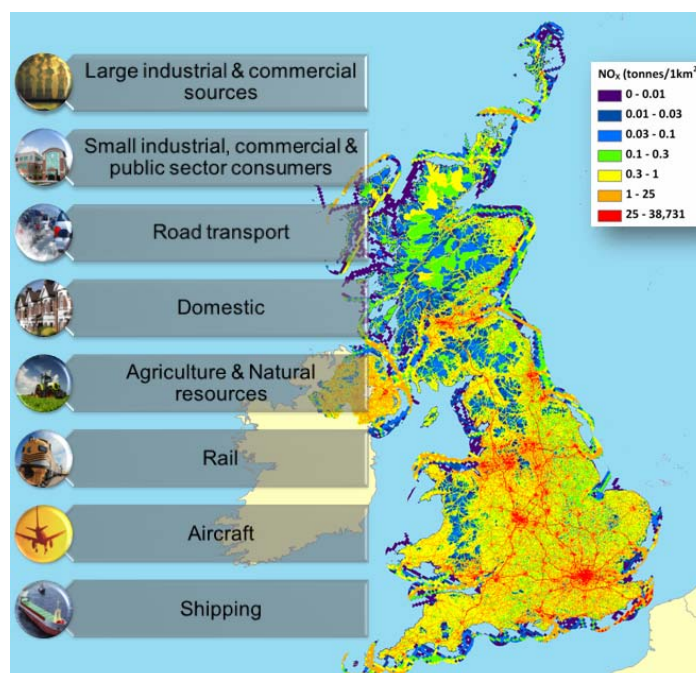 Large industrial & commercial
sources
Small industrial, commercial &
public sector consumers
Road transport
Domestic
Agriculture & Natural
resources
Rail
Aircraft
Shipping
NOX (tonnes/1km²
0 - 0.01
0.01 - 0.03
0.03 - 0.1
0.1 - 0.3
0.3 - 1
1 - 25
25 - 38,731